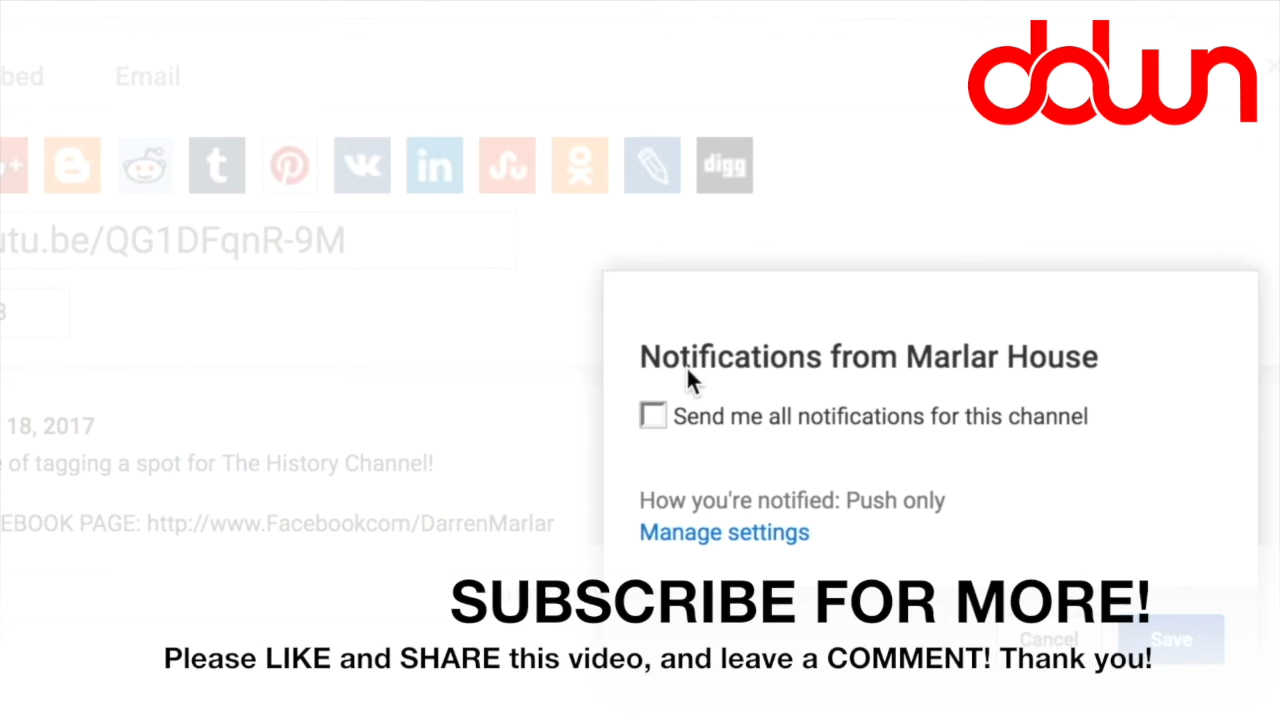 down
bed Email
t in digg
utu.be/QG1DFqnR-9M
8
Notifications from Marlar House
Send me all notifications for this channel
18, 2017
e of tagging a spot for The History Channel!
How you're notified: Push only
EBOOK PAGE: http://www.Facebookcom/DarrenMarlar
Manage settings
SUBSCRIBE FOR MORE!
Cancel Save
Please LIKE and SHARE this video, and leave a COMMENT! Thank you!